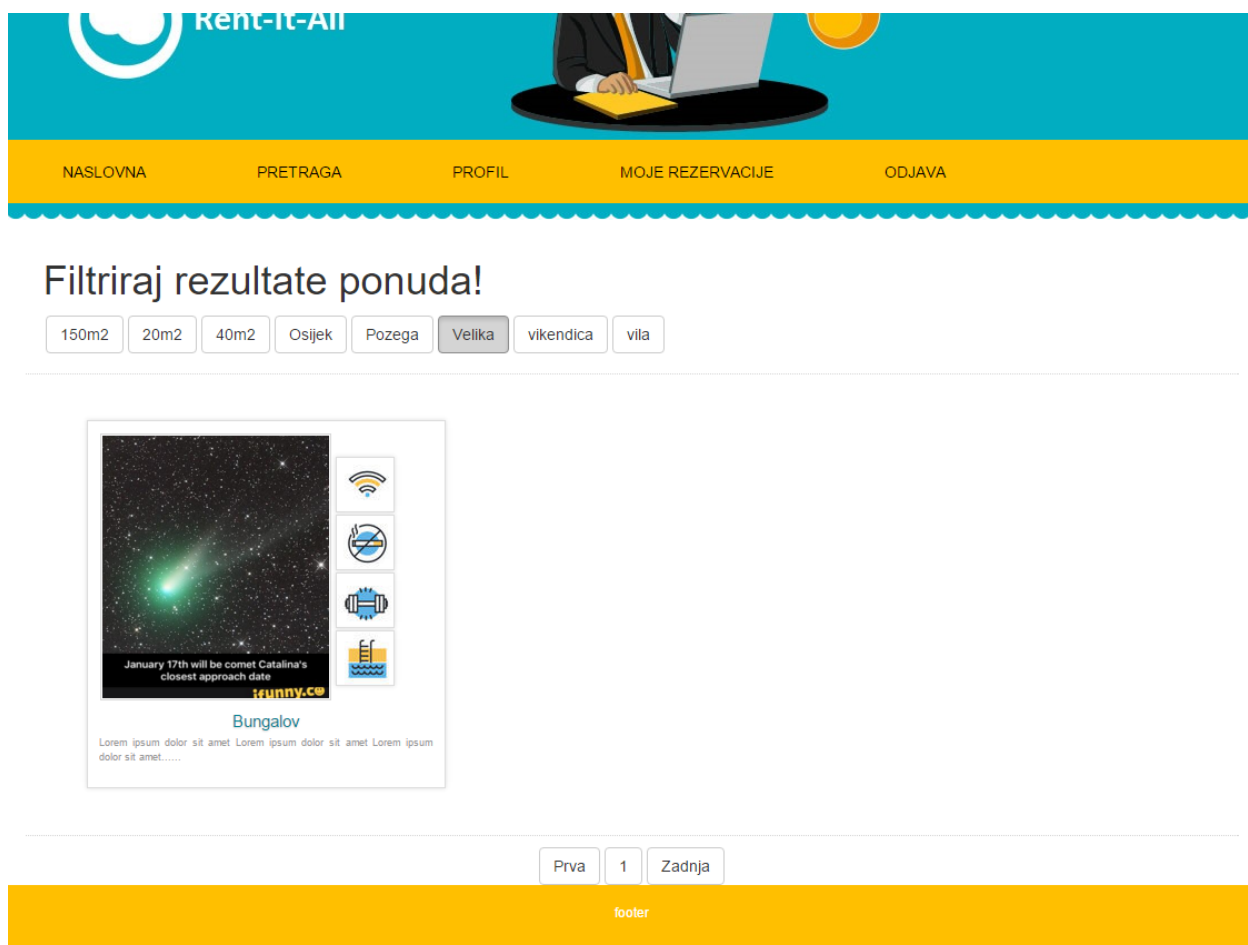 Rent-It-All
NASLOVNA PRETRAGA PROFIL MOJE REZERVACIJE ODJAVA
Filtriraj rezultate ponuda!
150m2 20m2 40m2 Osijek Pozega Velika vikendica vila
January 17th will be comet Catalina's
closest approach date
ifunny.co
Bungalov
Lorem ipsum dolor sit amet Lorem ipsum dolor sit amet Lorem ipsum
dolor sit amet......
Prva 1 Zadnja
footer